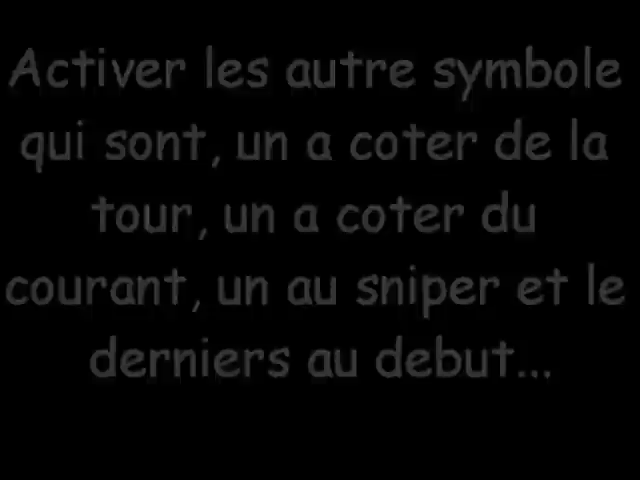 Activer les autre symbole
qui sont, un a coter de la
tour, un a coter du
courant, un au sniper et le
derniers au debut...